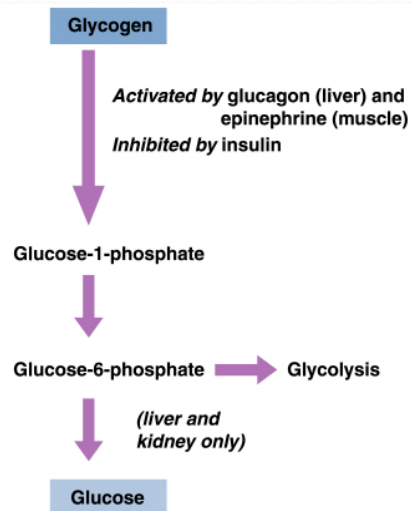 Glycogen
Activated by glucagon (liver) and
epinephrine (muscle)
Inhibited by insulin
Glucose-1-phosphate
Glucose-6-phosphate
Glycolysis
(liver and
kidney only)
Glucose